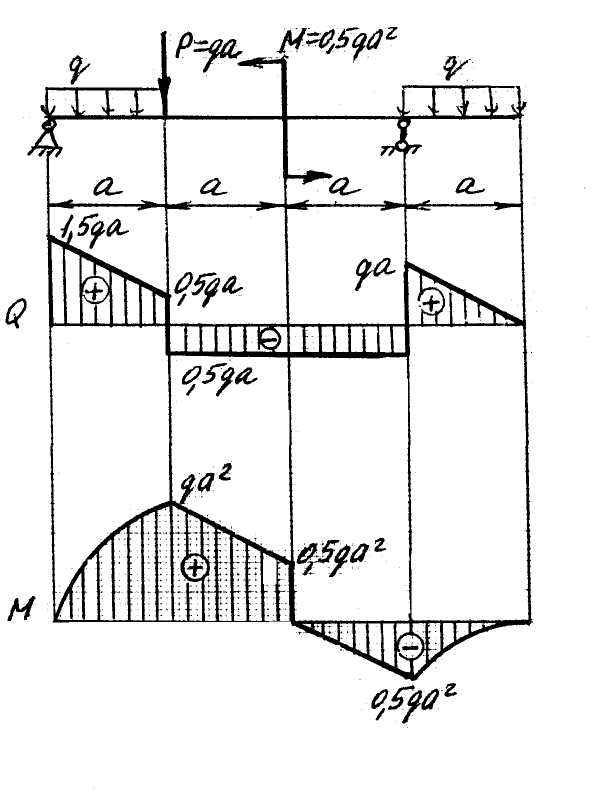 P=qa
M=0,5qa²
q
q
a
a
a
a
1,5qa
0,5qa
qa
Q
+
−
+
0,5qa
qa²
0,5qa²
M
+
−
0,5qa²